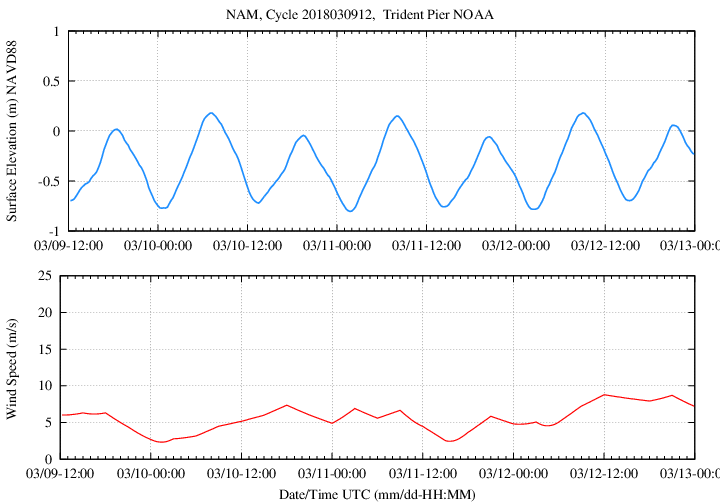 NAM, Cycle 2018030912,  Trident Pier NOAA
Surface Elevation (m) NAVD88
1
0.5
0
-0.5
-1
03/09-12:00 03/10-00:00 03/10-12:00 03/11-00:00 03/11-12:00 03/12-00:00 03/12-12:00 03/13-00:0
Wind Speed (m/s)
25
20
15
10
5
0
03/09-12:00 03/10-00:00 03/10-12:00 03/11-00:00 03/11-12:00 03/12-00:00 03/12-12:00 03/13-00:0
Date/Time UTC (mm/dd-HH:MM)